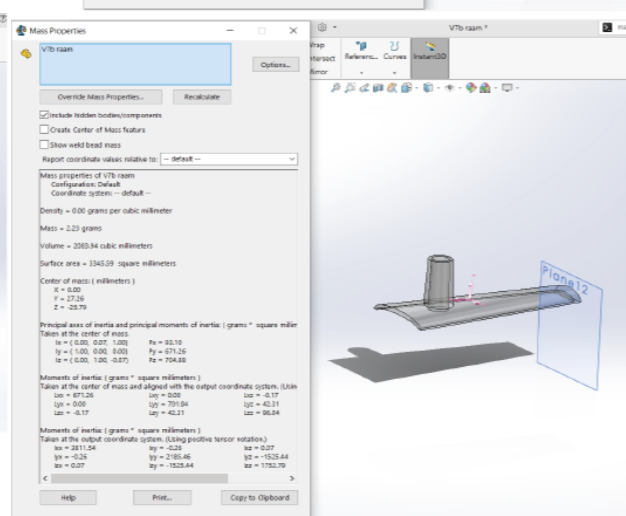 Mass Properties
V7b raam
Options...
Override Mass Properties...
Recalculate
Include hidden bodies/components
Create Center of Mass feature
Show weld bead mass
Report coordinate values relative to:
-- default --
Mass properties of V7b raam
Configuration: Default
Coordinate system: -- default --
Density = 0.00 grams per cubic millimeter
Mass = 2.23 grams
Volume = 2083.94 cubic millimeters
Surface area = 3345.59 square millimeters
Center of mass: ( millimeters )
X = 0.00
Y = 27.26
Z = -25.79
Principal axes of inertia and principal moments of inertia: ( grams * square millim
Taken at the center of mass.
Ix = ( 0.00, 0.07, 1.00) Px = 93.10
Iy = ( 1.00, 0.00, 0.00) Py = 671.26
Iz = ( 0.00, 1.00, -0.07) Pz = 704.88
Moments of inertia: ( grams * square millimeters )
Taken at the center of mass and aligned with the output coordinate system. (Usin
Lxx = 671.26 Lxy = 0.00 Lxz = -0.17
Lyx = 0.00 Lyy = 701.94 Lyz = 42.31
Lzx = -0.17 Lzy = 42.31 Lzz = 96.04
Moments of inertia: ( grams * square millimeters )
Taken at the output coordinate system. (Using positive tensor notation.)
Ixx = 3811.54 Ixy = -0.26 Ixz = 0.07
Iyx = -0.26 Iyy = 2185.46 Iyz = -1525.44
Izx = 0.07 Izy = -1525.44 Izz = 1752.79
Help
Print...
Copy to Clipboard
V7b raam *
Wrap
Intersect
Referenc...
Curves
Instant3D
Mirror
Plane12